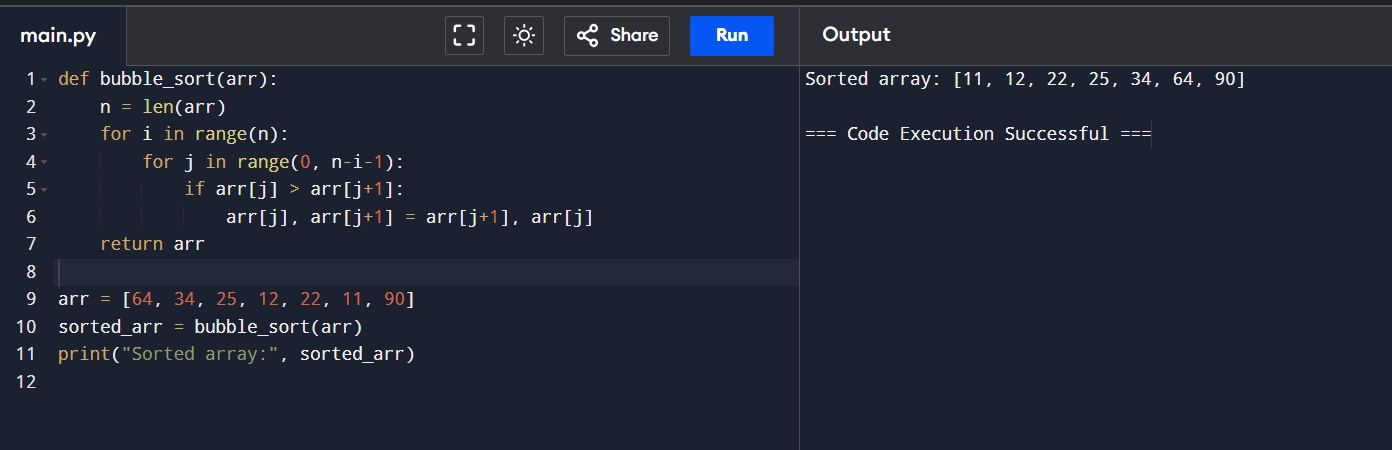 main.py Share Run Output
1 def bubble_sort(arr):
2     n = len(arr)
3     for i in range(n):
4         for j in range(0, n-i-1):
5             if arr[j] > arr[j+1]:
6                 arr[j], arr[j+1] = arr[j+1], arr[j]
7     return arr
8
9 arr = [64, 34, 25, 12, 22, 11, 90]
10 sorted_arr = bubble_sort(arr)
11 print("Sorted array:", sorted_arr)
12
Sorted array: [11, 12, 22, 25, 34, 64, 90]
=== Code Execution Successful ===